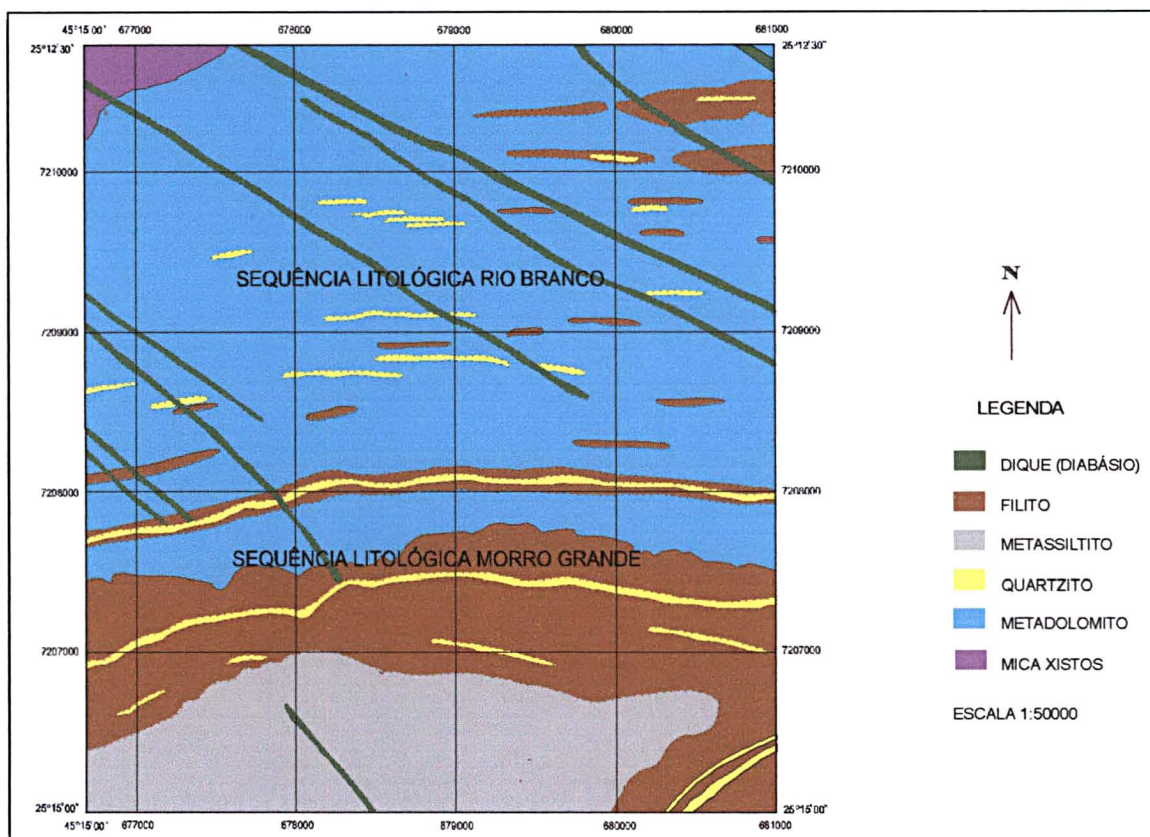 45°15´00" 677000 678000 679000 680000 681000
25°12´30" 25°12´30"
N
7210000 7210000
SEQUÊNCIA LITOLÓGICA RIO BRANCO
7209000 7209000
LEGENDA
DIQUE (DIABÁSIO)
7208000 7208000
FILITO
METASSILTITO
SEQUÊNCIA LITOLÓGICA MORRO GRANDE
QUARTZITO
METADOLOMITO
7207000 7207000
MICA XISTOS
ESCALA 1:50000
25°15´00" 25°15´00"
45°15´00" 677000 678000 679000 680000 681000